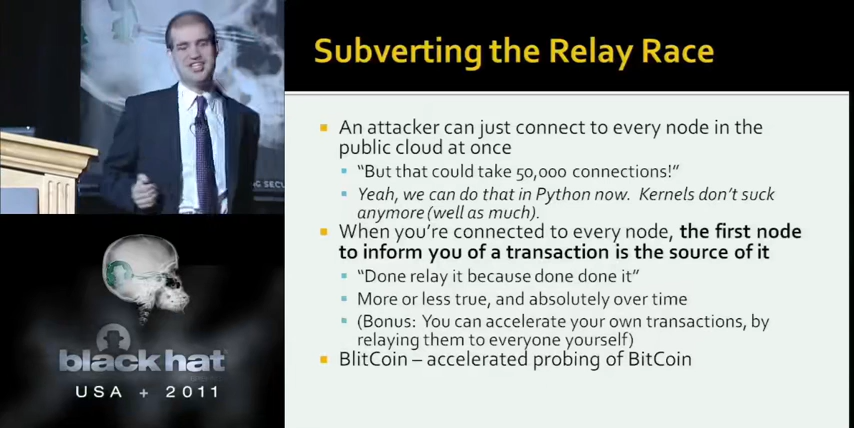 Subverting the Relay Race
An attacker can just connect to every node in the
public cloud at once
“But that could take 50,000 connections!”
Yeah, we can do that in Python now. Kernels don’t suck
anymore (well as much).
When you’re connected to every node, the first node
to inform you of a transaction is the source of it
“Done relay it because done done it”
More or less true, and absolutely over time
(Bonus: You can accelerate your own transactions, by
relaying them to everyone yourself)
BlitCoin – accelerated probing of BitCoin
black hat
USA + 2011